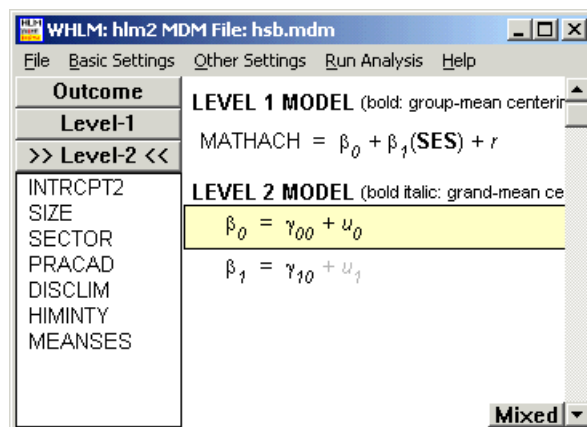 WHLM: hlm2 MDM File: hsb.mdm
File Basic Settings Other Settings Run Analysis Help
Outcome
Level-1
>> Level-2 <<
INTRCPT2
SIZE
SECTOR
PRACAD
DISCLIM
HIMINTY
MEANSES
LEVEL 1 MODEL (bold: group-mean centerin
MATHACH = β0 + β1(SES) + r
LEVEL 2 MODEL (bold italic: grand-mean ce
β0 = γ00 + u0
β1 = γ10 + u1
Mixed